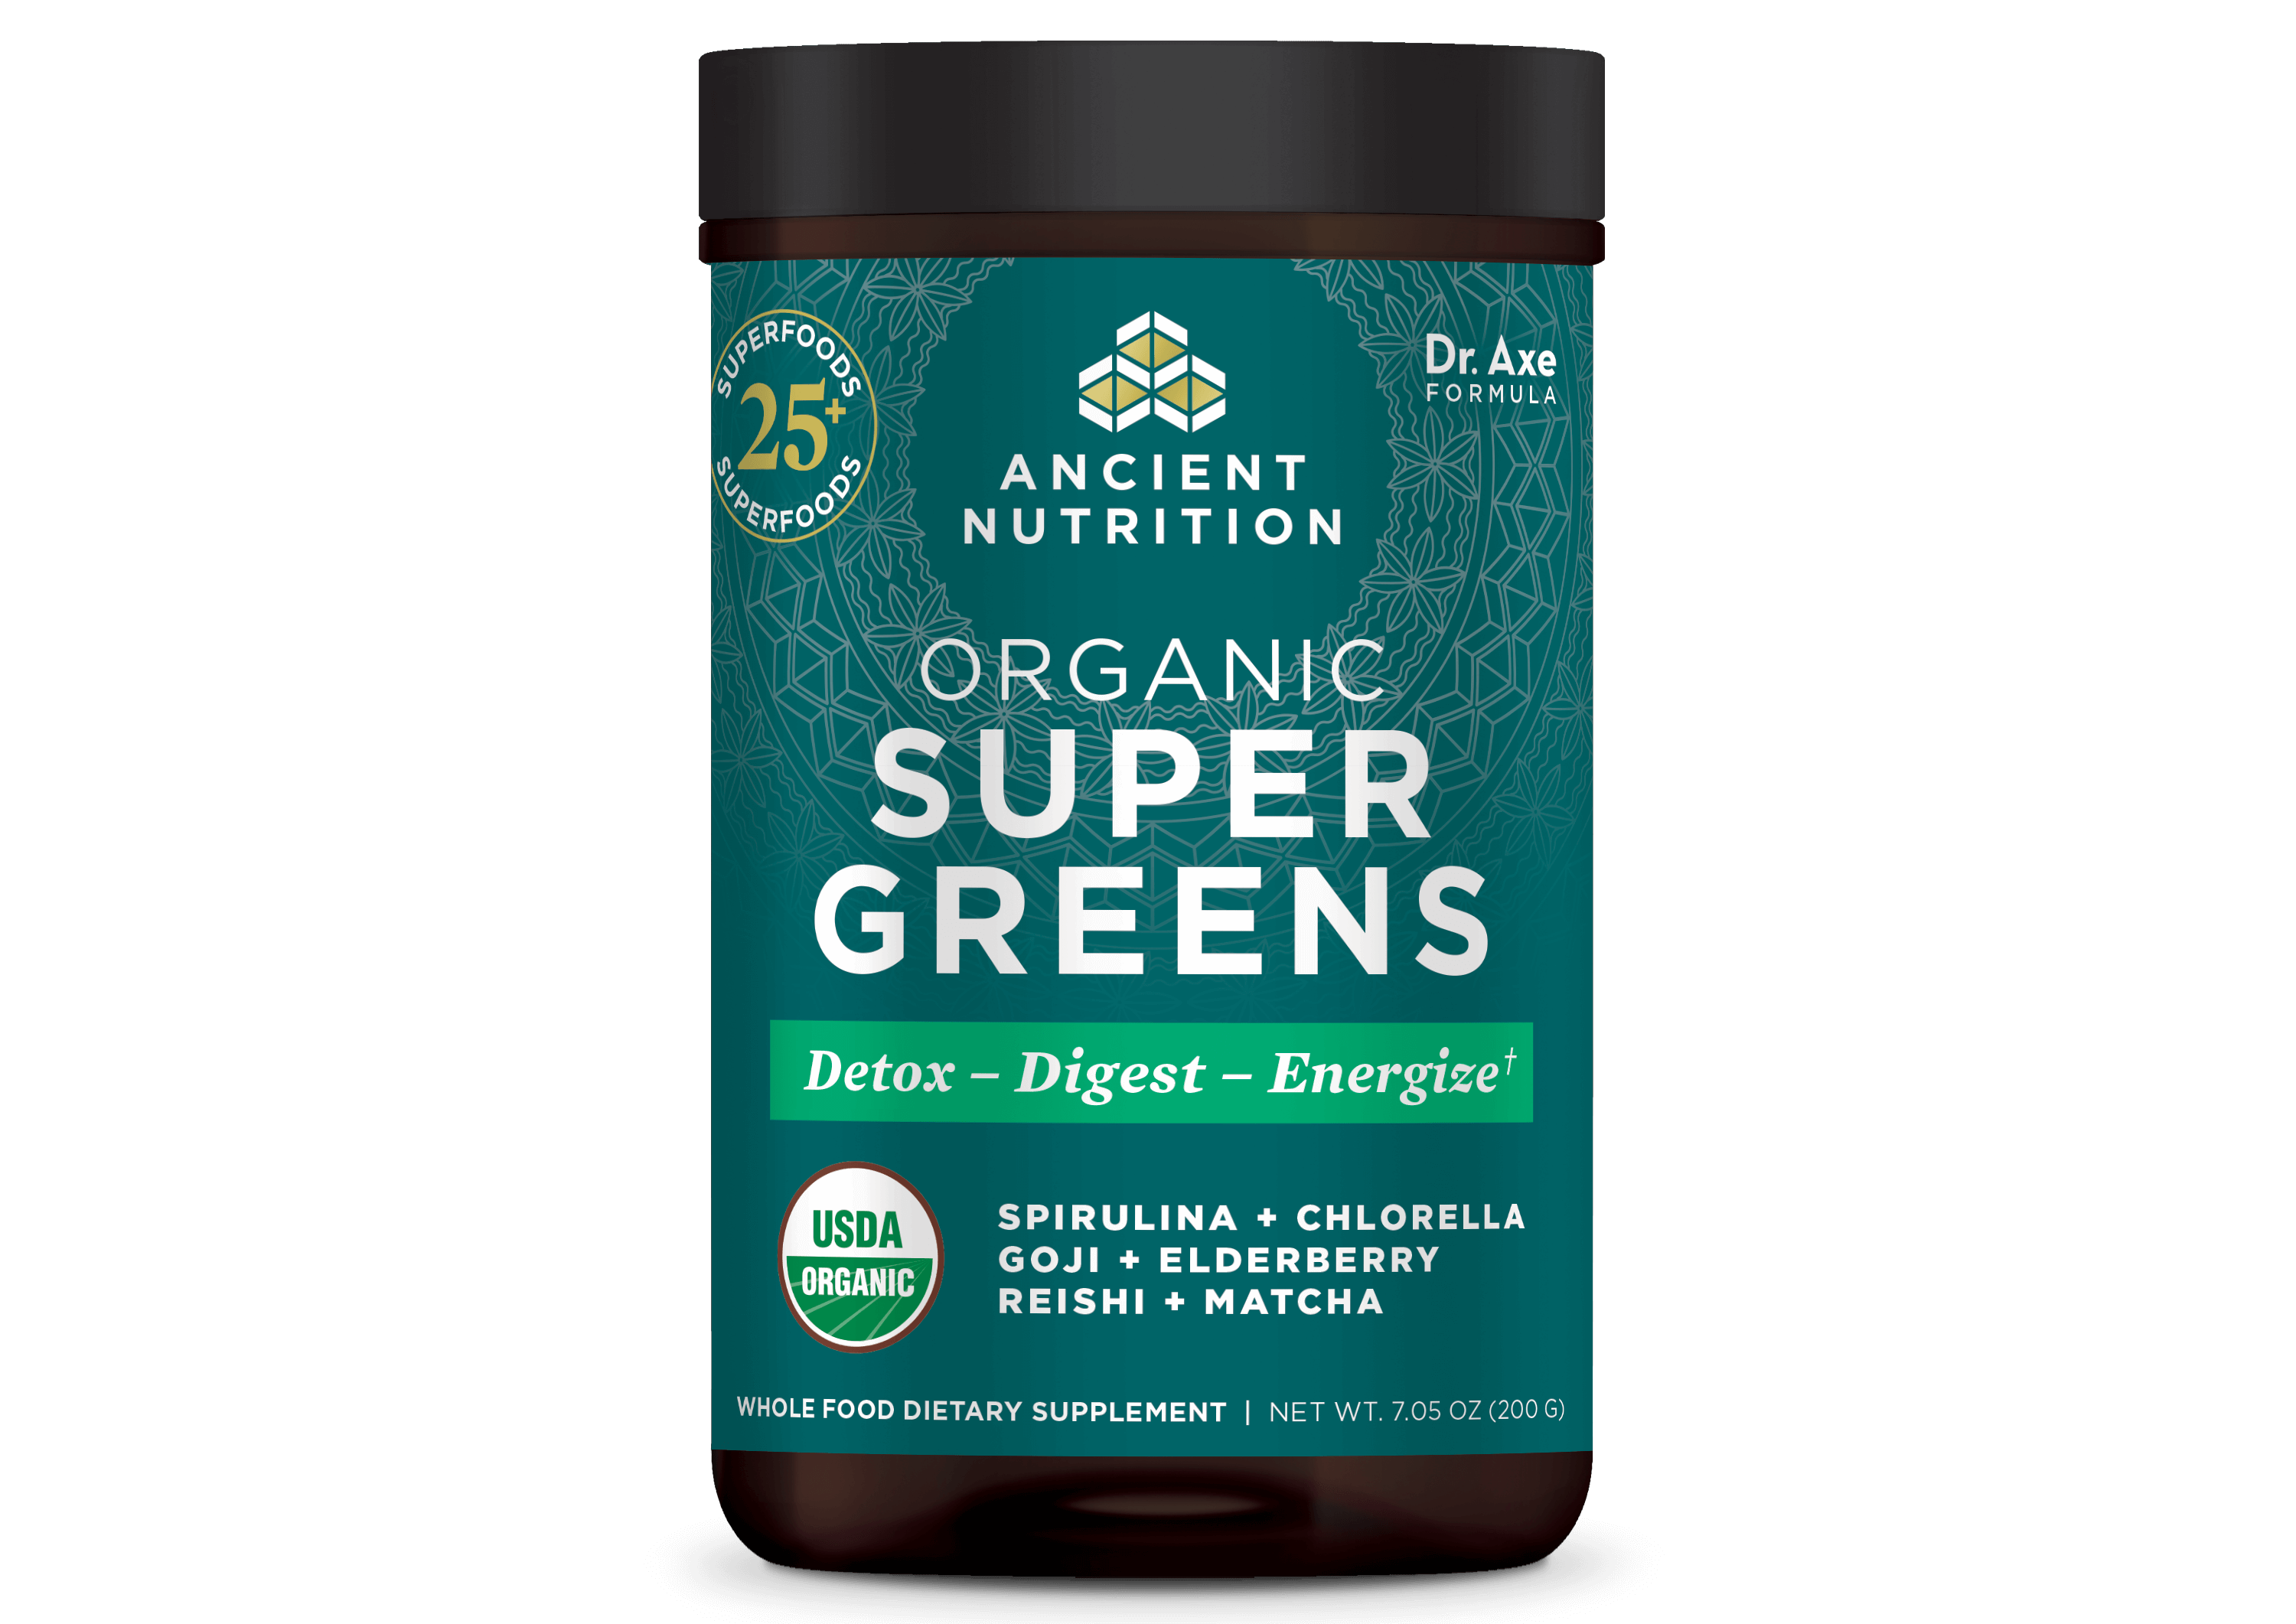 SUPERFOODS
25+
SUPERFOODS
Dr. Axe
FORMULA
ANCIENT
NUTRITION
ORGANIC
SUPER
GREENS
Detox – Digest – Energize†
USDA
ORGANIC
SPIRULINA + CHLORELLA
GOJI + ELDERBERRY
REISHI + MATCHA
WHOLE FOOD DIETARY SUPPLEMENT | NET WT. 7.05 OZ (200 G)